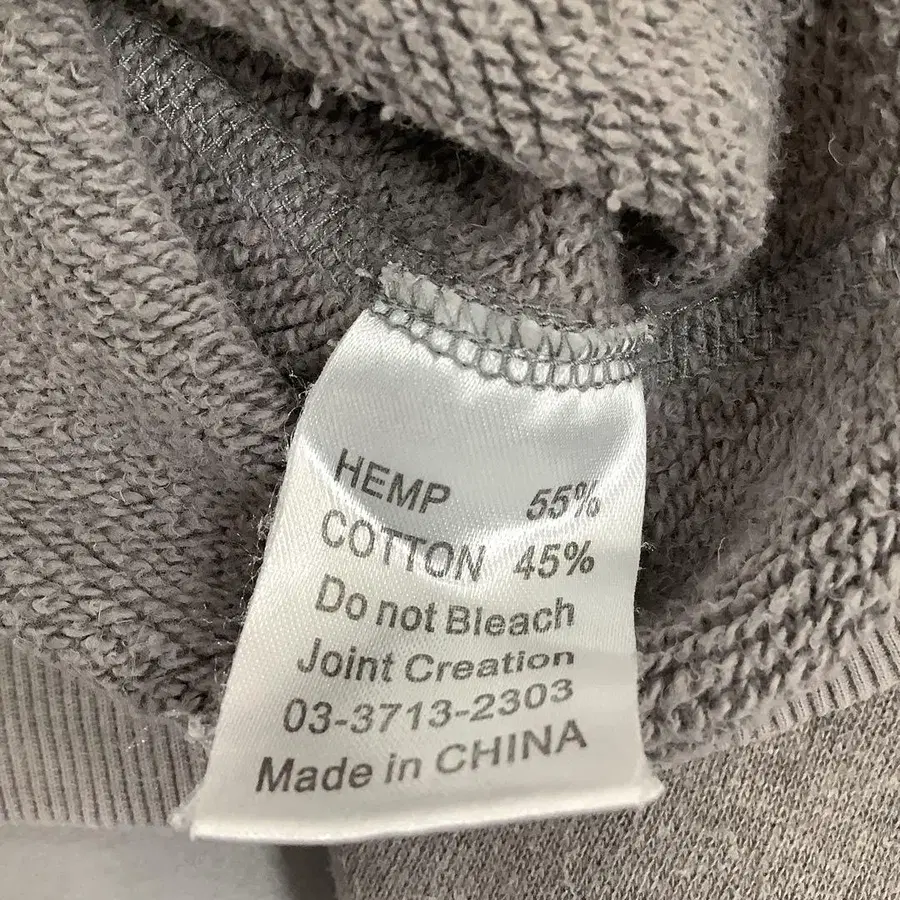 HEMP 55%
COTTON 45%
Do not Bleach
Joint Creation
03-3713-2303
Made in CHINA